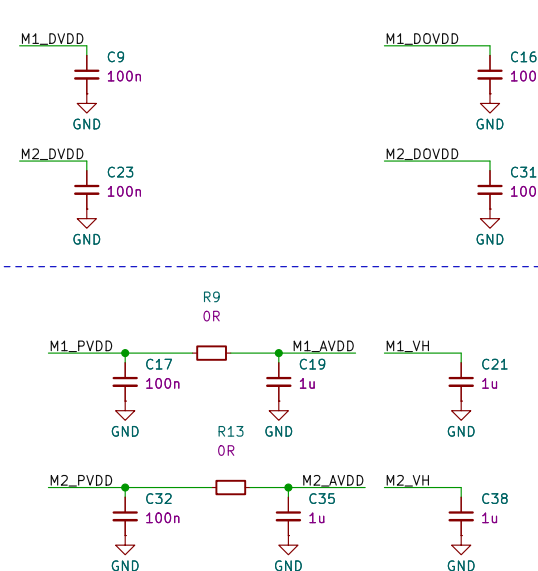 M1_DVDD
M1_DOVDD
C9
C16
100n
100
GND
GND
M2_DVDD
M2_DOVDD
C23
C31
100n
100
GND
GND
R9
0R
M1_PVDD
M1_AVDD
M1_VH
C17
C19
C21
100n
1u
1u
GND
GND
GND
R13
0R
M2_PVDD
M2_AVDD
M2_VH
C32
C35
C38
100n
1u
1u
GND
GND
GND